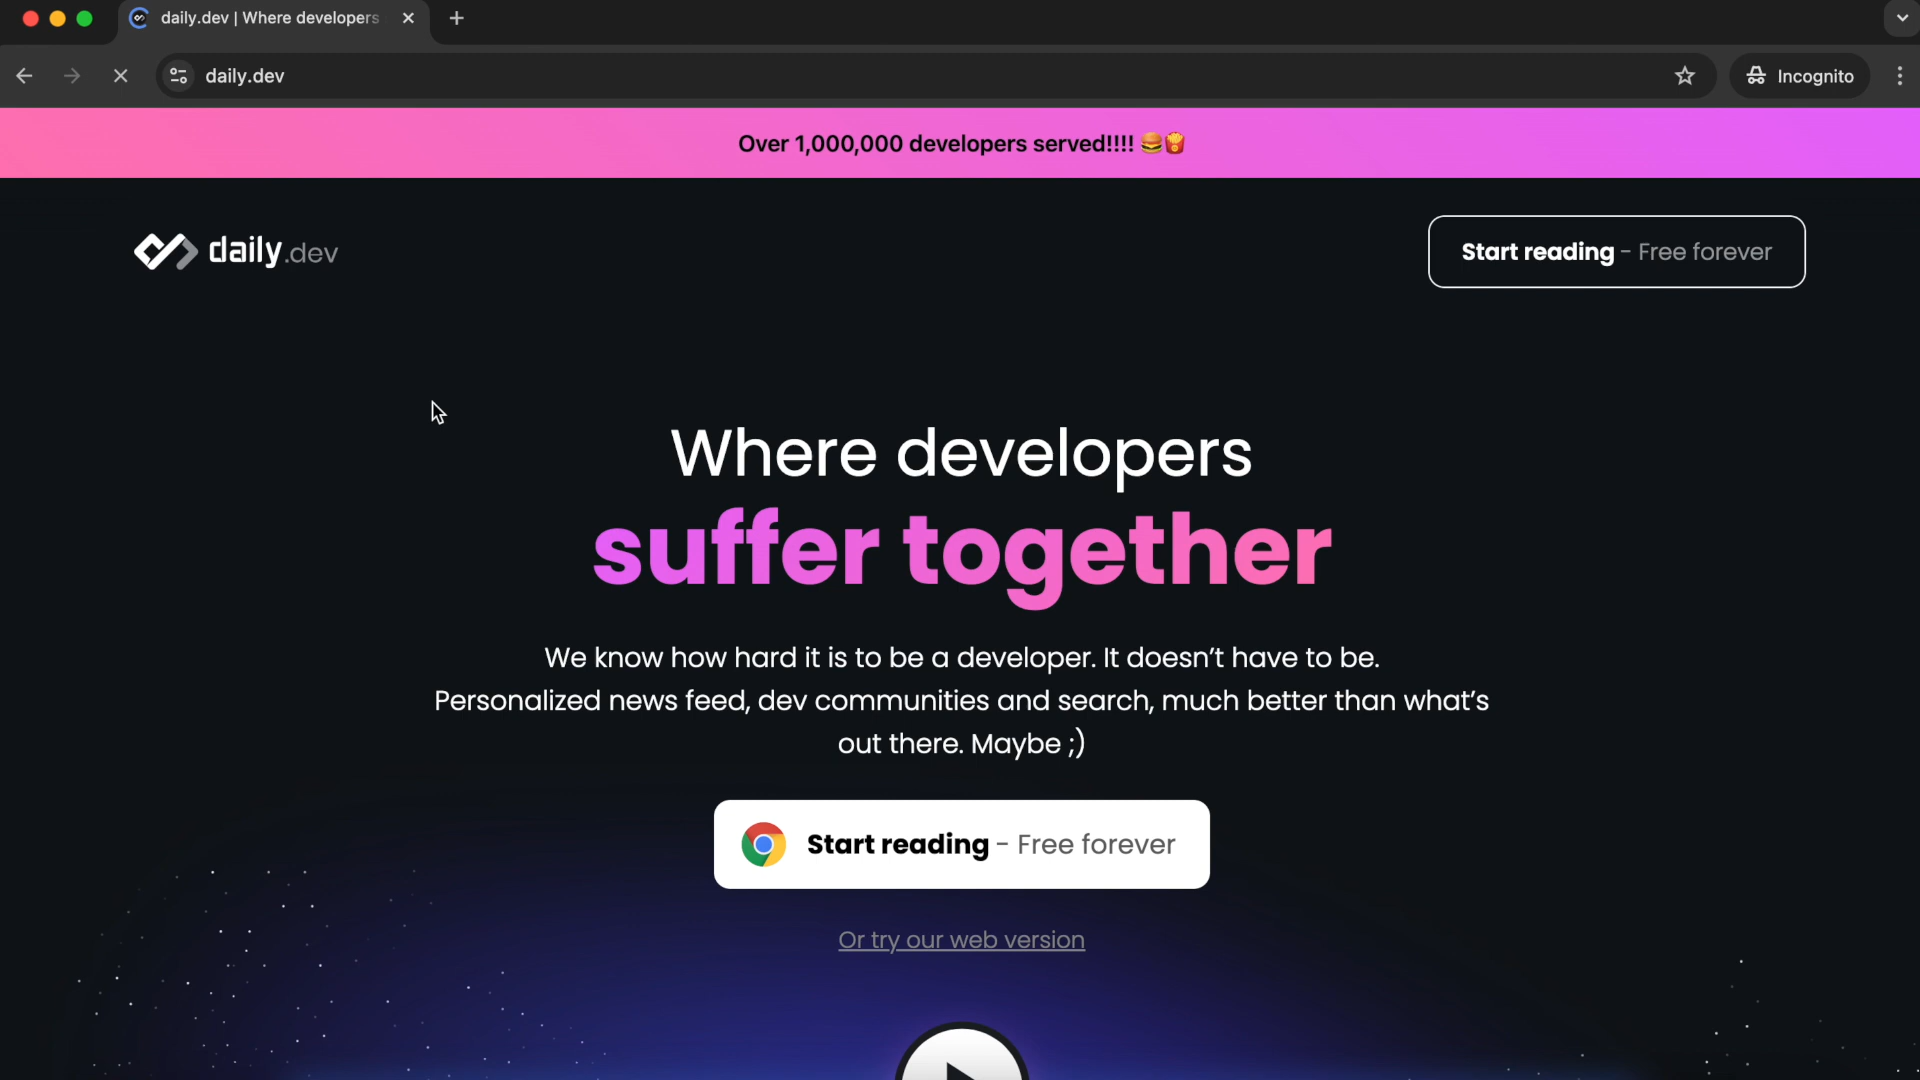 daily.dev | Where developers
daily.dev
Incognito
Over 1,000,000 developers served!!!! 🍔🍟
daily.dev
Start reading - Free forever
Where developers
suffer together
We know how hard it is to be a developer. It doesn’t have to be.
Personalized news feed, dev communities and search, much better than what’s
out there. Maybe ;)
Start reading - Free forever
Or try our web version